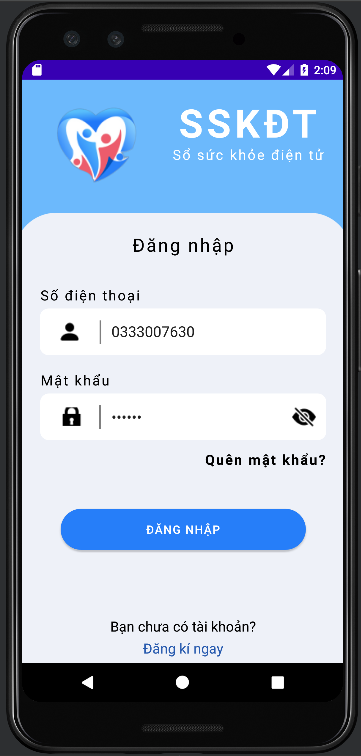 2:09
SSKĐT
Sổ sức khỏe điện tử
Đăng nhập
Số điện thoại
0333007630
Mật khẩu
••••••
Quên mật khẩu?
ĐĂNG NHẬP
Bạn chưa có tài khoản?
Đăng kí ngay